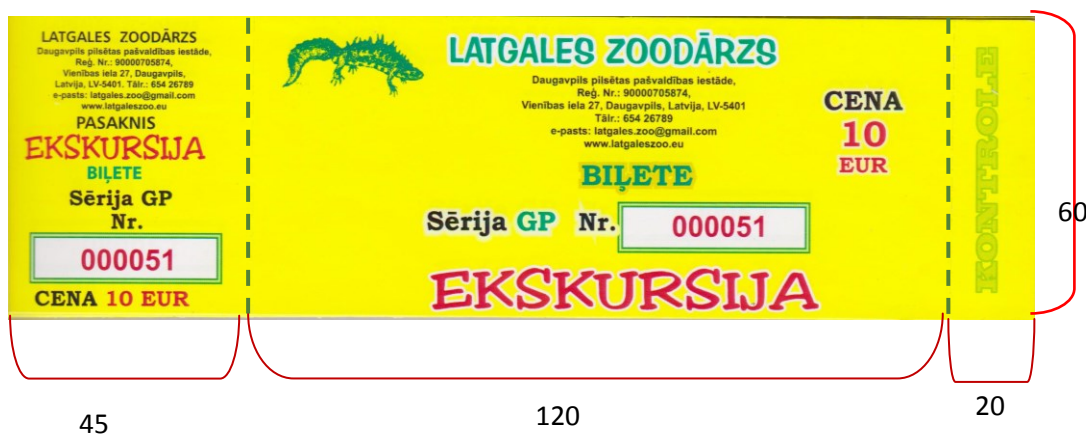 LATGALES ZOODĀRZS
Daugavpils pilsētas pašvaldības iestāde,
Reģ. Nr.: 90000705874,
Vienības iela 27, Daugavpils,
Latvija, LV-5401. Tālr.: 654 26789
e-pasts: latgales.zoo@gmail.com
www.latgaleszoo.eu
PASAKNIS
EKSKURSIJA
BIĻETE
Sērija GP
Nr.
000051
CENA 10 EUR
LATGALES ZOODĀRZS
Daugavpils pilsētas pašvaldības iestāde,
Reģ. Nr.: 90000705874,
Vienības iela 27, Daugavpils, Latvija, LV-5401
Tālr.: 654 26789
e-pasts: latgales.zoo@gmail.com
www.latgaleszoo.eu
BIĻETE
Sērija GP Nr. 000051
EKSKURSIJA
CENA
10
EUR
KONTROLE
60
45
120
20